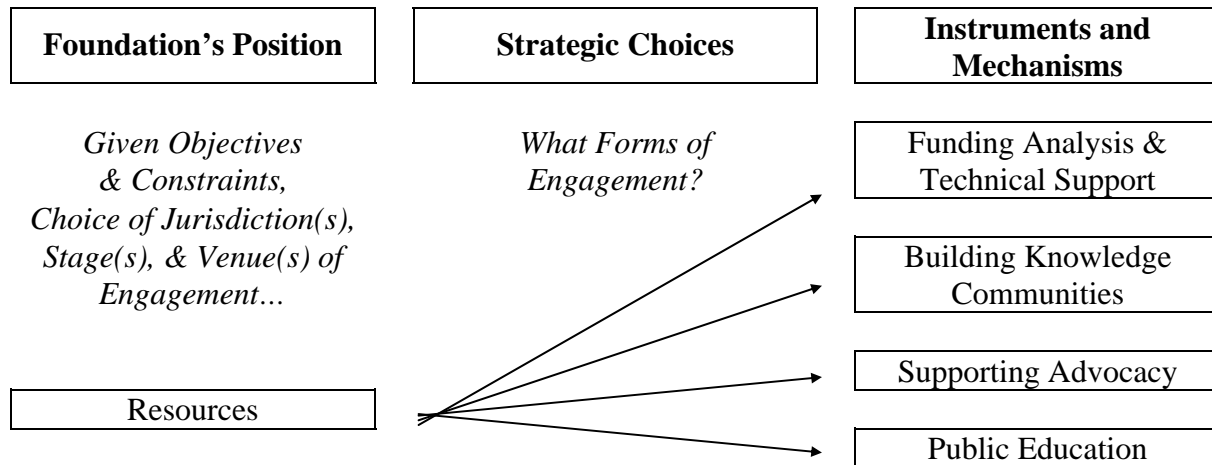 Foundation’s Position
Strategic Choices
Instruments and
Mechanisms
Given Objectives
& Constraints,
Choice of Jurisdiction(s),
Stage(s), & Venue(s) of
Engagement…
What Forms of
Engagement?
Funding Analysis &
Technical Support
Building Knowledge
Communities
Supporting Advocacy
Resources
Public Education